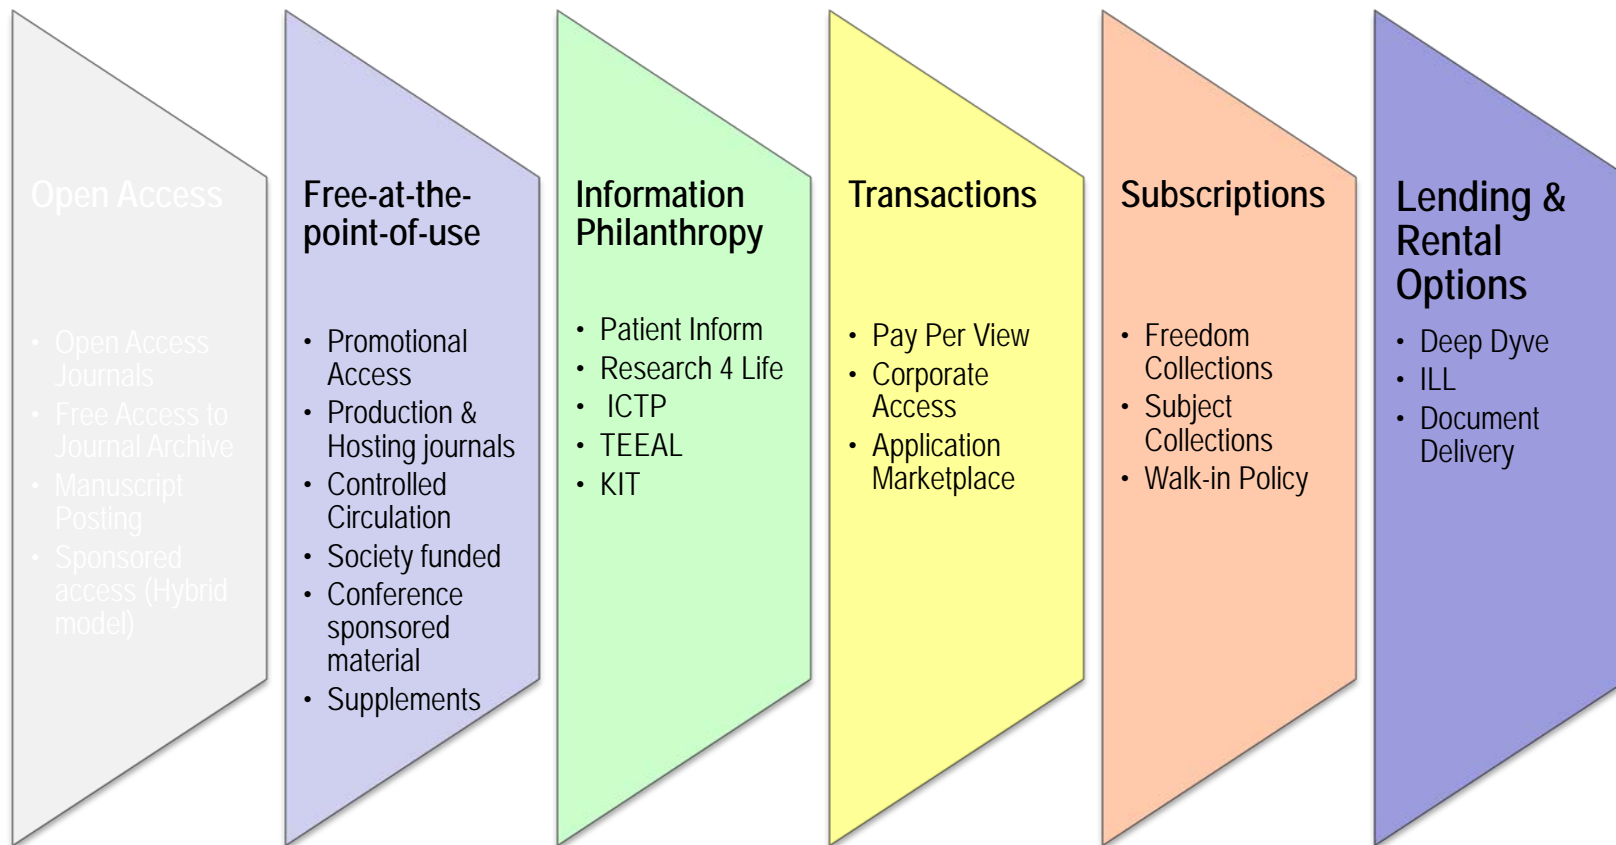 Open Access
• Open Access
Journals
• Free Access to
Journal Archive
• Manuscript
Posting
• Sponsored
access (Hybrid
model)
Free-at-the-
point-of-use
• Promotional
Access
• Production &
Hosting journals
• Controlled
Circulation
• Society funded
• Conference
sponsored
material
• Supplements
Information
Philanthropy
• Patient Inform
• Research 4 Life
• ICTP
• TEEAL
• KIT
Transactions
• Pay Per View
• Corporate
Access
• Application
Marketplace
Subscriptions
• Freedom
Collections
• Subject
Collections
• Walk-in Policy
Lending &
Rental
Options
• Deep Dyve
• ILL
• Document
Delivery